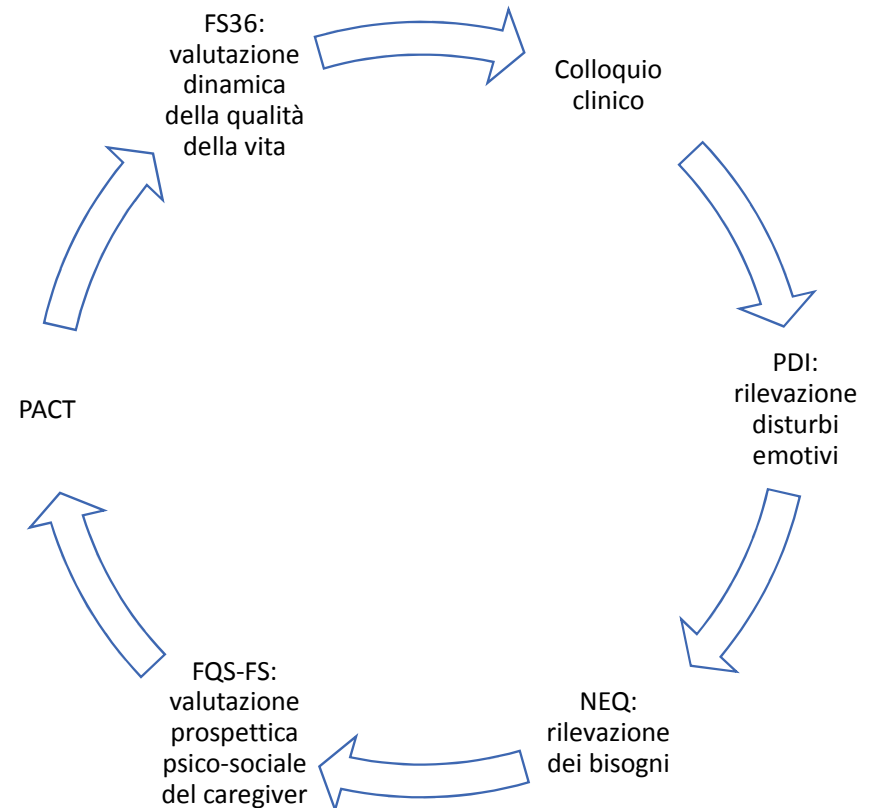 FS36:
valutazione
dinamica
della qualità
della vita
Colloquio
clinico
PDI:
rilevazione
disturbi
emotivi
NEQ:
rilevazione
dei bisogni
FQS-FS:
valutazione
prospettica
psico-sociale
del caregiver
PACT